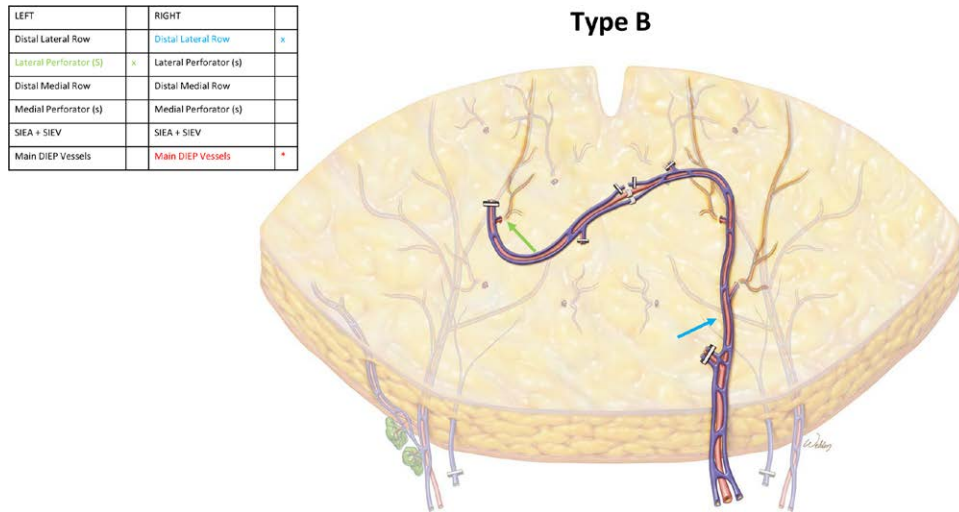 Type B
LEFT RIGHT
Distal Lateral Row Distal Lateral Row x
Lateral Perforator (S) x Lateral Perforator (s)
Distal Medial Row Distal Medial Row
Medial Perforator (s) Medial Perforator (s)
SIEA + SIEV SIEA + SIEV
Main DIEP Vessels Main DIEP Vessels *